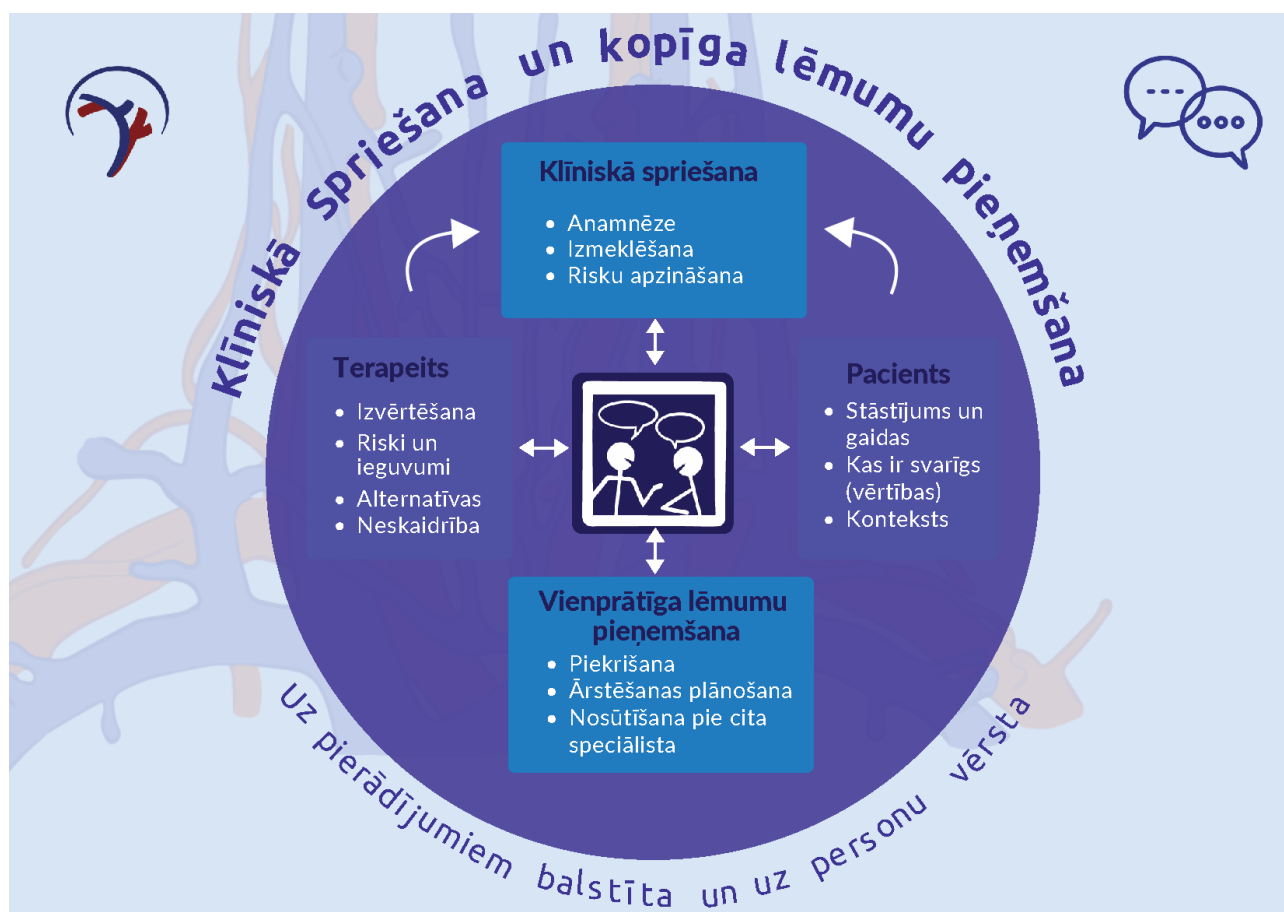 Klīniskā Spriešana un kopīga lēmumu pieņemšana
Klīniskā spriešana
• Anamnēze
• Izmeklēšana
• Risku apzināšana
Terapeits
• Izvērtēšana
• Riski un
ieguvumi
• Alternatīvas
• Neskaidrība
Pacients
• Stāstījums un
gaidas
• Kas ir svarīgs
(vērtības)
• Konteksts
Vienprātīga lēmumu
pieņemšana
• Piekrišana
• Ārstēšanas plānošana
• Nosūtīšana pie cita
speciālista
Uz pierādījumiem balstīta un uz personu vērsta